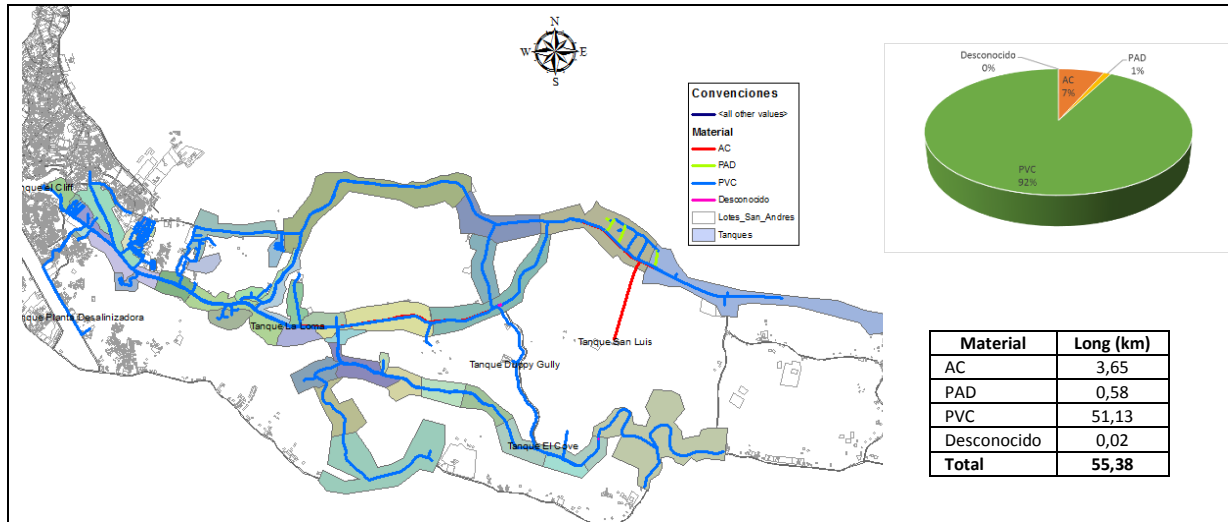 N
W E
S
Convenciones
<all other values>
Material
AC
PAD
PVC
Desconocido
Lotes_San_Andres
Tanques
Desconocido
0%
AC
7%
PAD
1%
PVC
92%
anque el Cliff
anque Planta Desalinizadora
Tanque La Loma
Tanque San Luis
Tanque Duppy Gully
Tanque El Cove
Material Long (km)
AC 3,65
PAD 0,58
PVC 51,13
Desconocido 0,02
Total 55,38